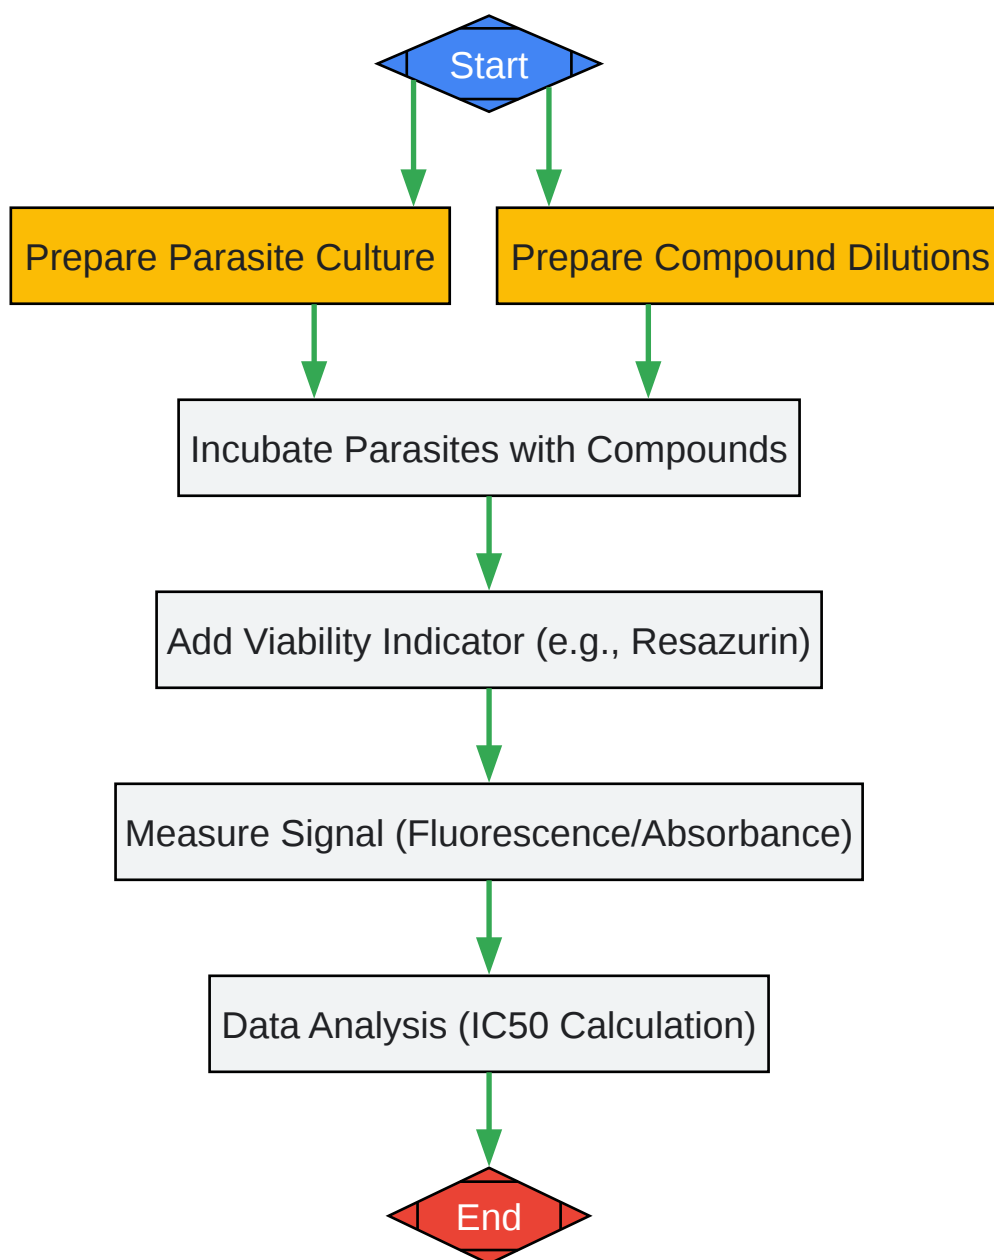 Start
Prepare Parasite Culture
Prepare Compound Dilutions
Incubate Parasites with Compounds
Add Viability Indicator (e.g., Resazurin)
Measure Signal (Fluorescence/Absorbance)
Data Analysis (IC50 Calculation)
End